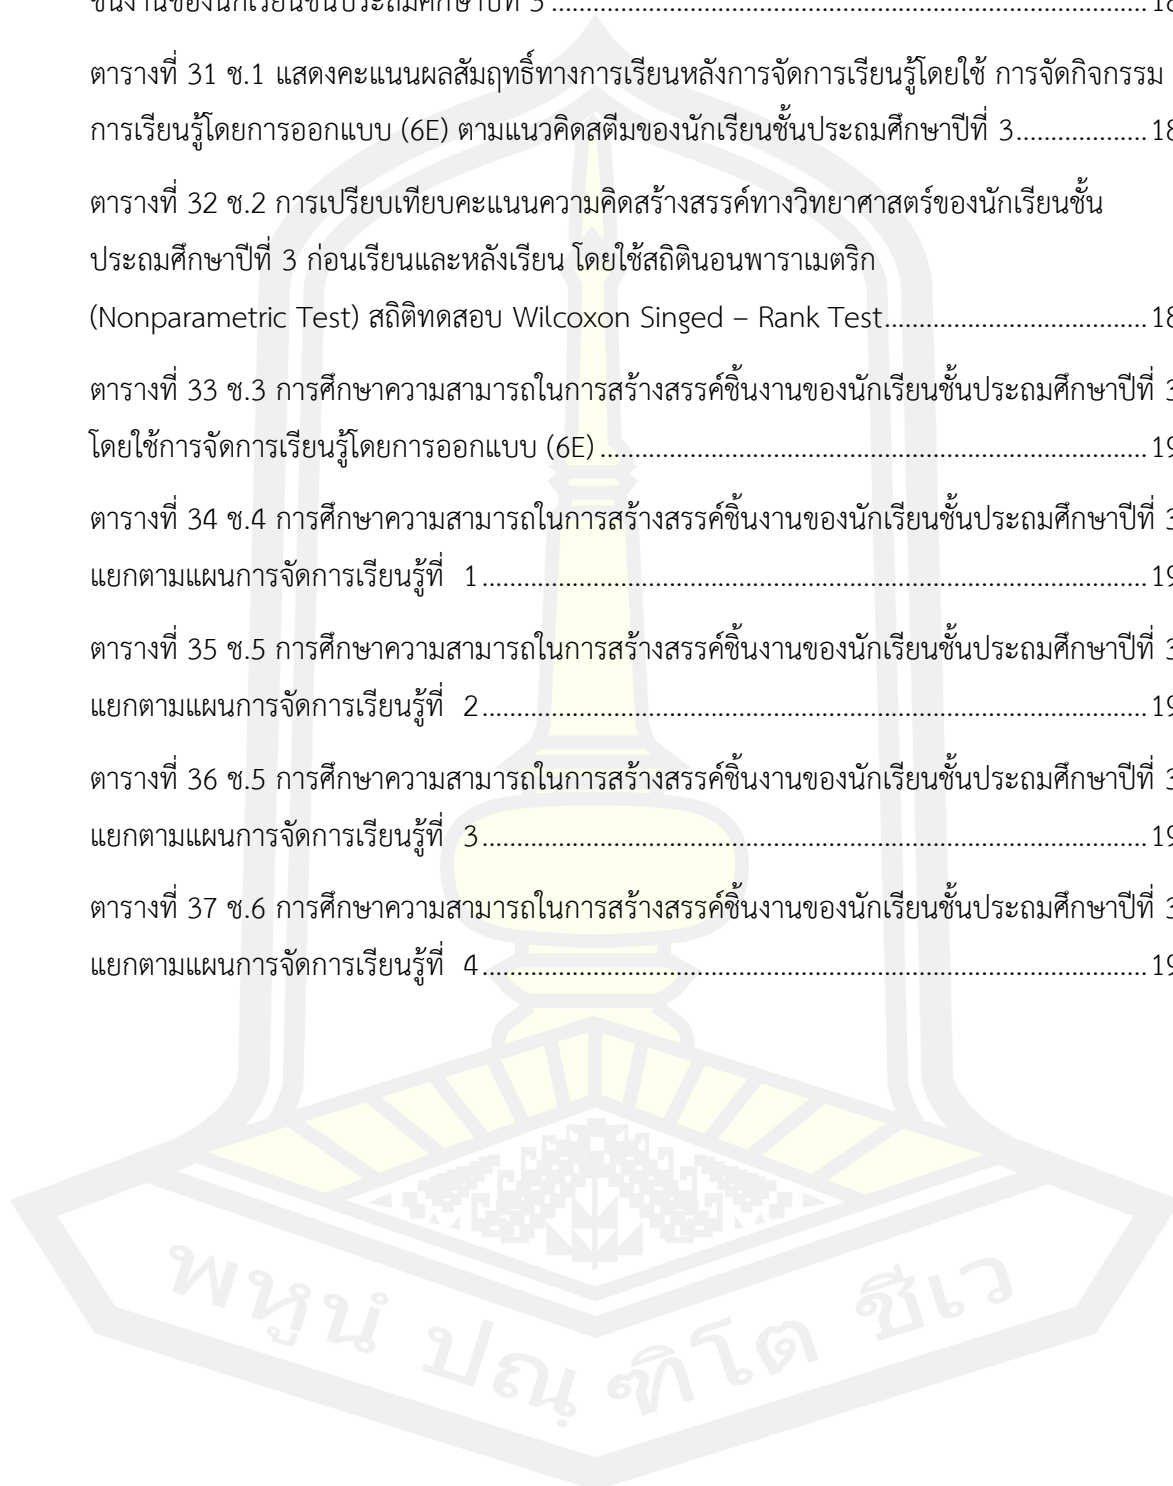 ชิ้นงานของนักเรียนชั้นประถมศึกษาปีที่ 3 ........ 18
ตารางที่ 31 ช.1 แสดงคะแนนผลสัมฤทธิ์ทางการเรียนหลังการจัดการเรียนรู้โดยใช้ การจัดกิจกรรม
การเรียนรู้โดยการออกแบบ (6E) ตามแนวคิดสตีมของนักเรียนชั้นประถมศึกษาปีที่ 3 ........ 18
ตารางที่ 32 ช.2 การเปรียบเทียบคะแนนความคิดสร้างสรรค์ทางวิทยาศาสตร์ของนักเรียนชั้น
ประถมศึกษาปีที่ 3 ก่อนเรียนและหลังเรียน โดยใช้สถิตินอนพาราเมตริก
(Nonparametric Test) สถิติทดสอบ Wilcoxon Singed – Rank Test ........ 18
ตารางที่ 33 ช.3 การศึกษาความสามารถในการสร้างสรรค์ชิ้นงานของนักเรียนชั้นประถมศึกษาปีที่ 3
โดยใช้การจัดการเรียนรู้โดยการออกแบบ (6E) ........ 19
ตารางที่ 34 ช.4 การศึกษาความสามารถในการสร้างสรรค์ชิ้นงานของนักเรียนชั้นประถมศึกษาปีที่ 3
แยกตามแผนการจัดการเรียนรู้ที่ 1 ........ 19
ตารางที่ 35 ช.5 การศึกษาความสามารถในการสร้างสรรค์ชิ้นงานของนักเรียนชั้นประถมศึกษาปีที่ 3
แยกตามแผนการจัดการเรียนรู้ที่ 2 ........ 19
ตารางที่ 36 ช.5 การศึกษาความสามารถในการสร้างสรรค์ชิ้นงานของนักเรียนชั้นประถมศึกษาปีที่ 3
แยกตามแผนการจัดการเรียนรู้ที่ 3 ........ 19
ตารางที่ 37 ช.6 การศึกษาความสามารถในการสร้างสรรค์ชิ้นงานของนักเรียนชั้นประถมศึกษาปีที่ 3
แยกตามแผนการจัดการเรียนรู้ที่ 4 ........ 19
พหูนํ ปณฺฑิโต ชีเว